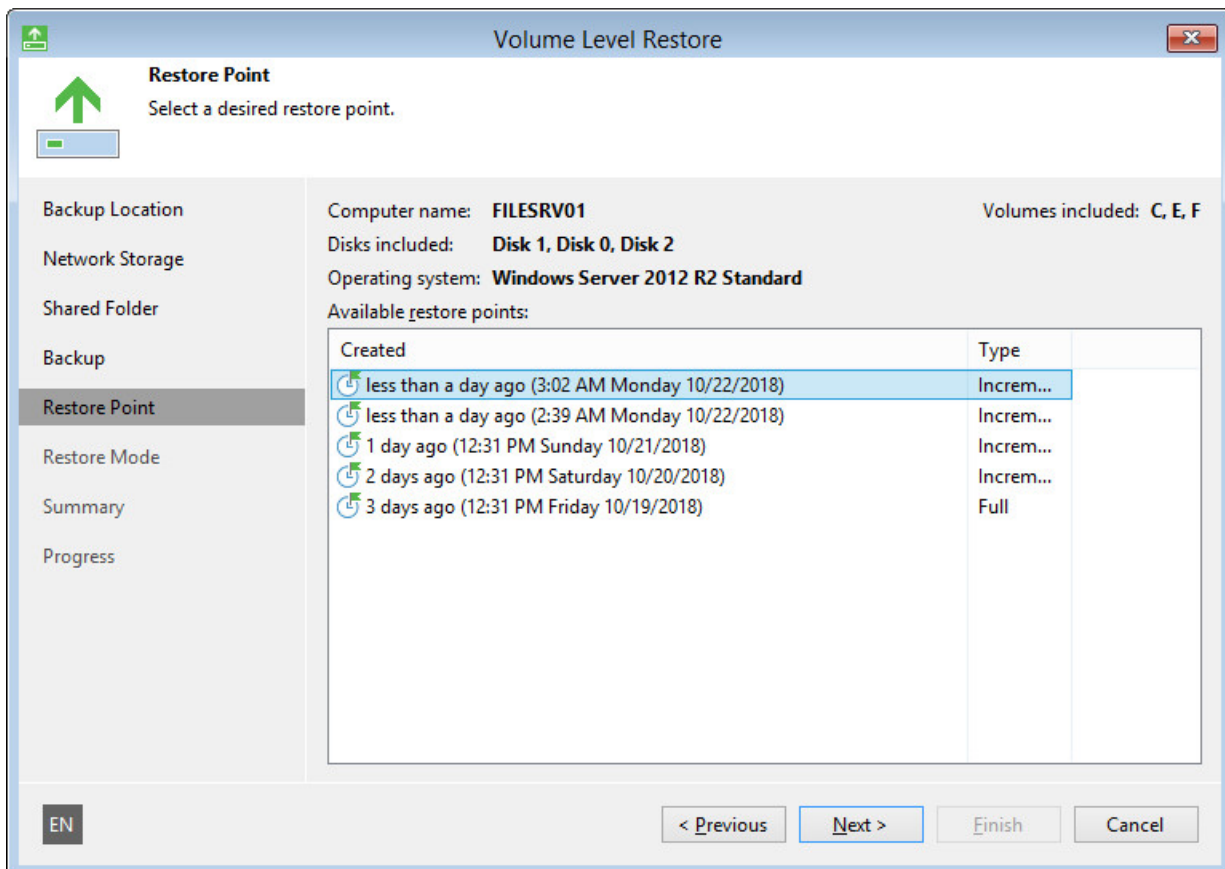 Volume Level Restore
Restore Point
Select a desired restore point.
Backup Location
Network Storage
Shared Folder
Backup
Restore Point
Restore Mode
Summary
Progress
Computer name: FILESRV01 Volumes included: C, E, F
Disks included: Disk 1, Disk 0, Disk 2
Operating system: Windows Server 2012 R2 Standard
Available restore points:
Created Type
less than a day ago (3:02 AM Monday 10/22/2018) Increm...
less than a day ago (2:39 AM Monday 10/22/2018) Increm...
1 day ago (12:31 PM Sunday 10/21/2018) Increm...
2 days ago (12:31 PM Saturday 10/20/2018) Increm...
3 days ago (12:31 PM Friday 10/19/2018) Full
EN < Previous Next > Finish Cancel